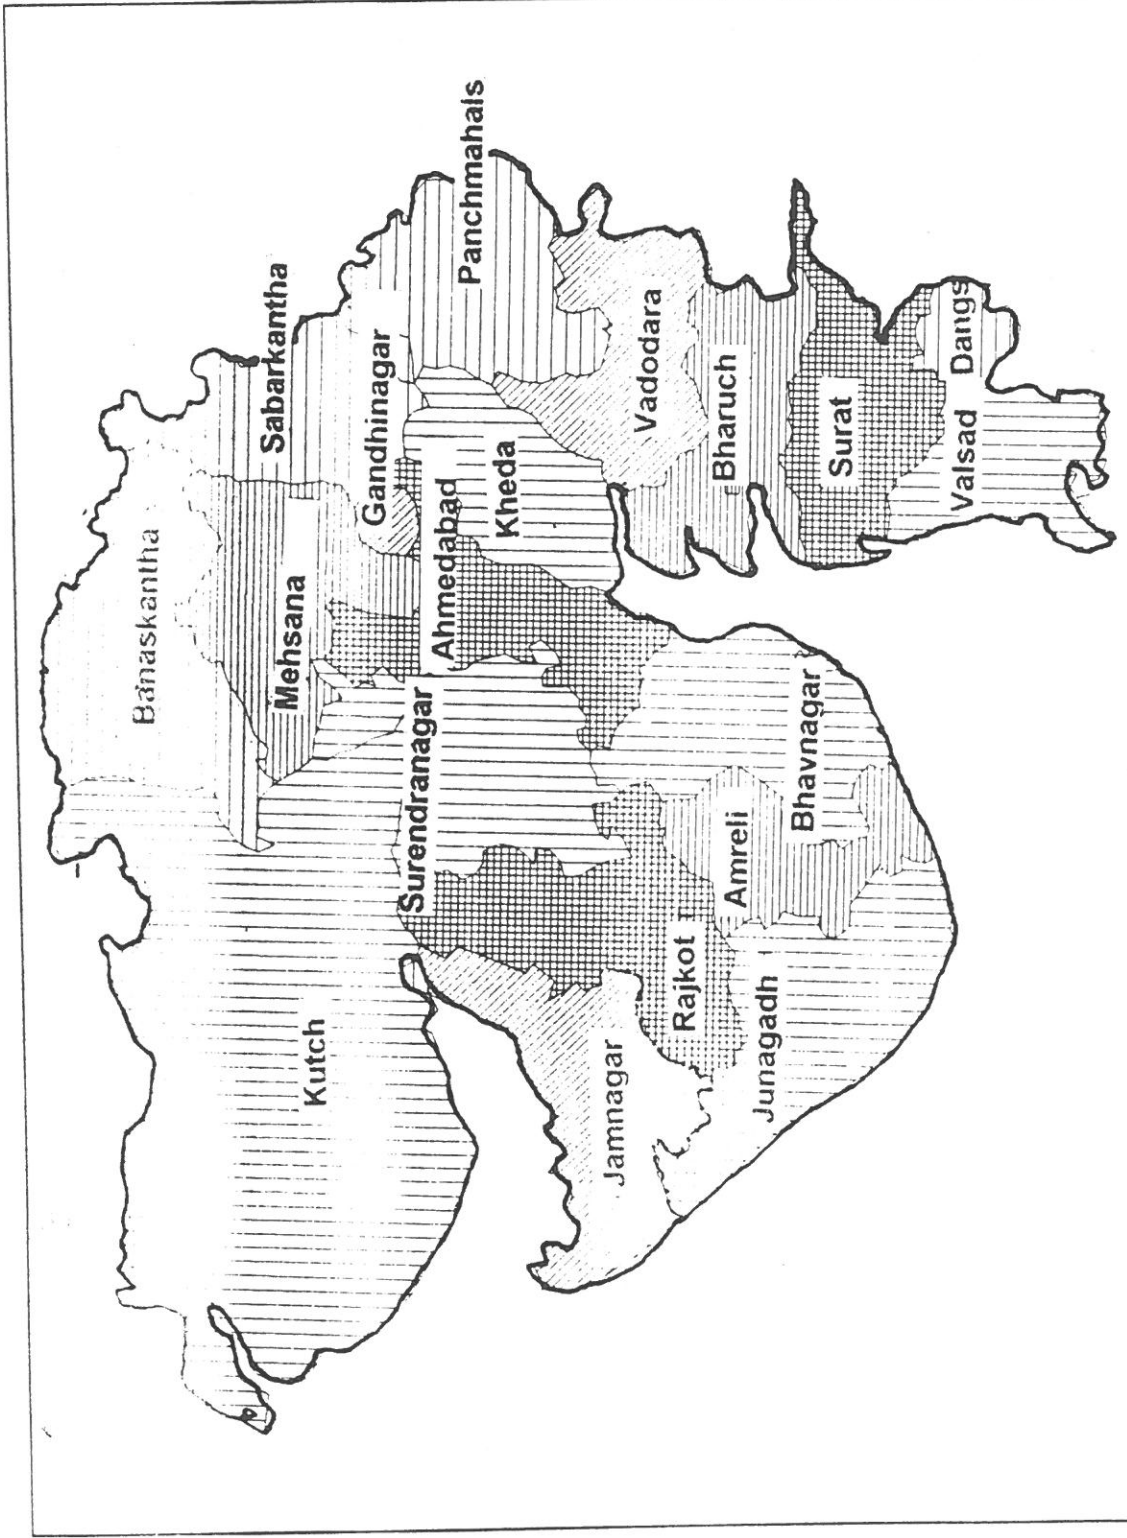 Banaskantha
Sabarkantha
Mehsana
Gandhinagar
Panchmahals
Kutch
Surendranagar
Ahmedabad
Kheda
Vadodara
Jamnagar
Rajkot
Amreli
Bharuch
Junagadh
Bhavnagar
Surat
Valsad
Dangs